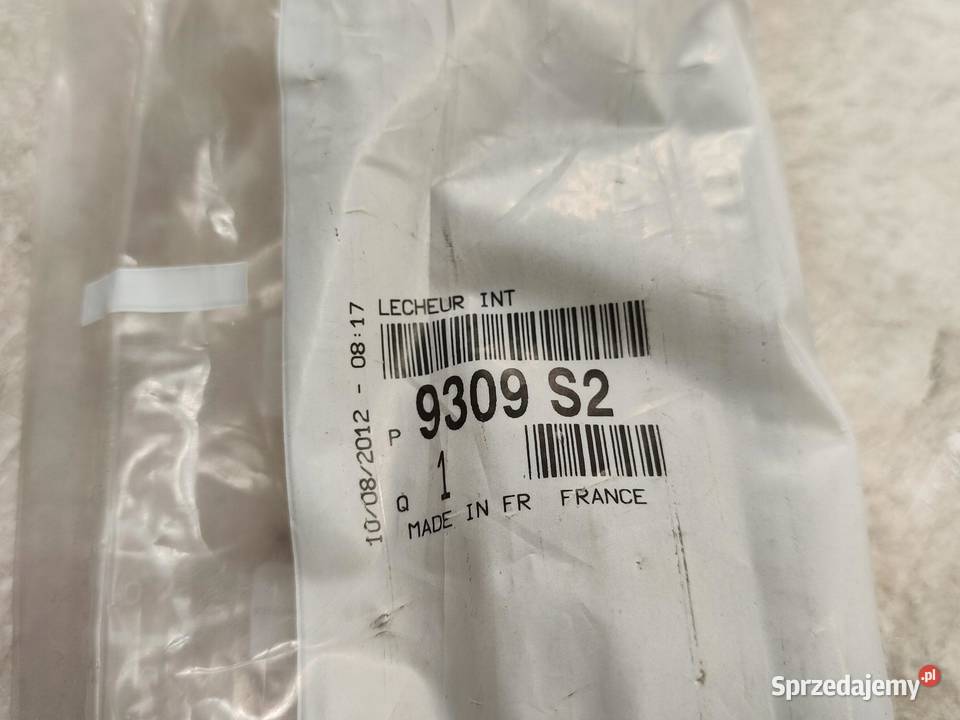 LECHEUR INT
P 9309 S2
Q 1
MADE IN FR FRANCE
10/08/2012 - 08:17
Sprzedajemy.pl